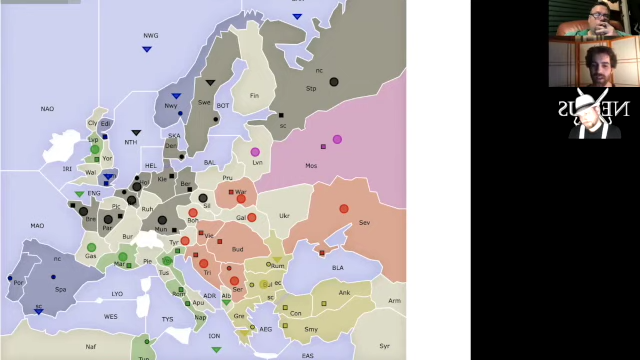 NWG
NAO
nc
Stp
Nwy
Swe
Fin
BOT
Cly
Edi
sc
SKA
NTH
Den
Lvn
Mos
Lvp
Yor
IRI
HEL
BAL
Wal
Hol
Kie
Ber
Pru
War
ENG
Pic
Ruh
Sil
Ukr
Bre
Par
Mun
Boh
Gal
Sev
MAO
Bur
Gas
Tyr
Vie
Bud
nc
Mar
Pie
Tus
Tri
Rum
BLA
Por
Spa
LYO
Rom
ADR
Ser
Bul
ec
Apu
Alb
sc
Ank
Arm
sc
WES
TYS
Nap
Gre
Con
AEG
Smy
ION
Naf
Tun
EAS
Syr